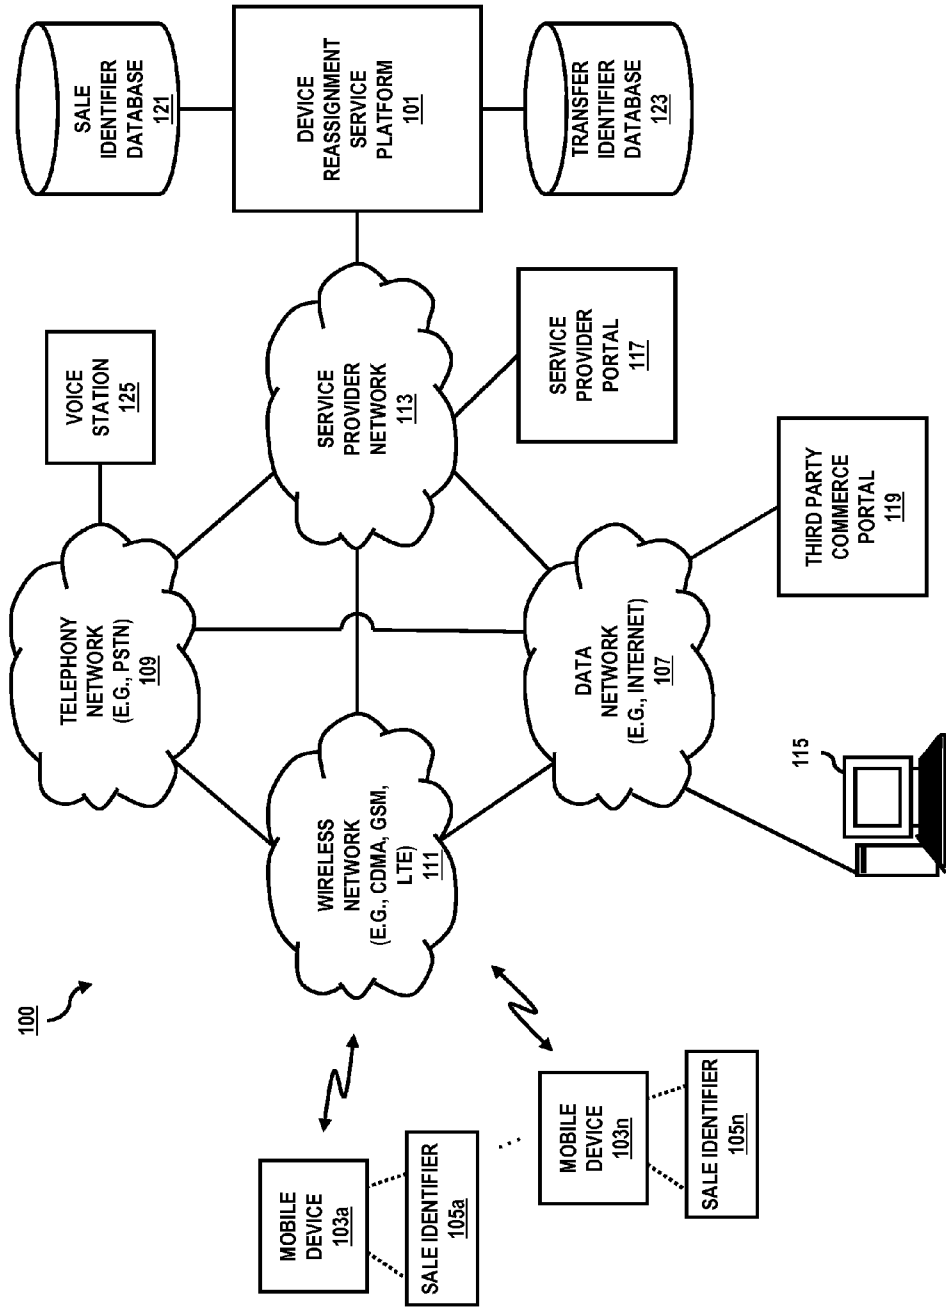 100
MOBILE
DEVICE
103a
SALE IDENTIFIER
105a
MOBILE
DEVICE
103n
SALE IDENTIFIER
105n
WIRELESS
NETWORK
(E.G., CDMA, GSM,
LTE)
111
TELEPHONY
NETWORK
(E.G., PSTN)
109
VOICE
STATION
125
DATA
NETWORK
(E.G., INTERNET)
107
115
SERVICE
PROVIDER
NETWORK
113
SERVICE
PROVIDER
PORTAL
117
THIRD PARTY
COMMERCE
PORTAL
119
SALE
IDENTIFIER
DATABASE
121
DEVICE
REASSIGNMENT
SERVICE
PLATFORM
101
TRANSFER
IDENTIFIER
DATABASE
123